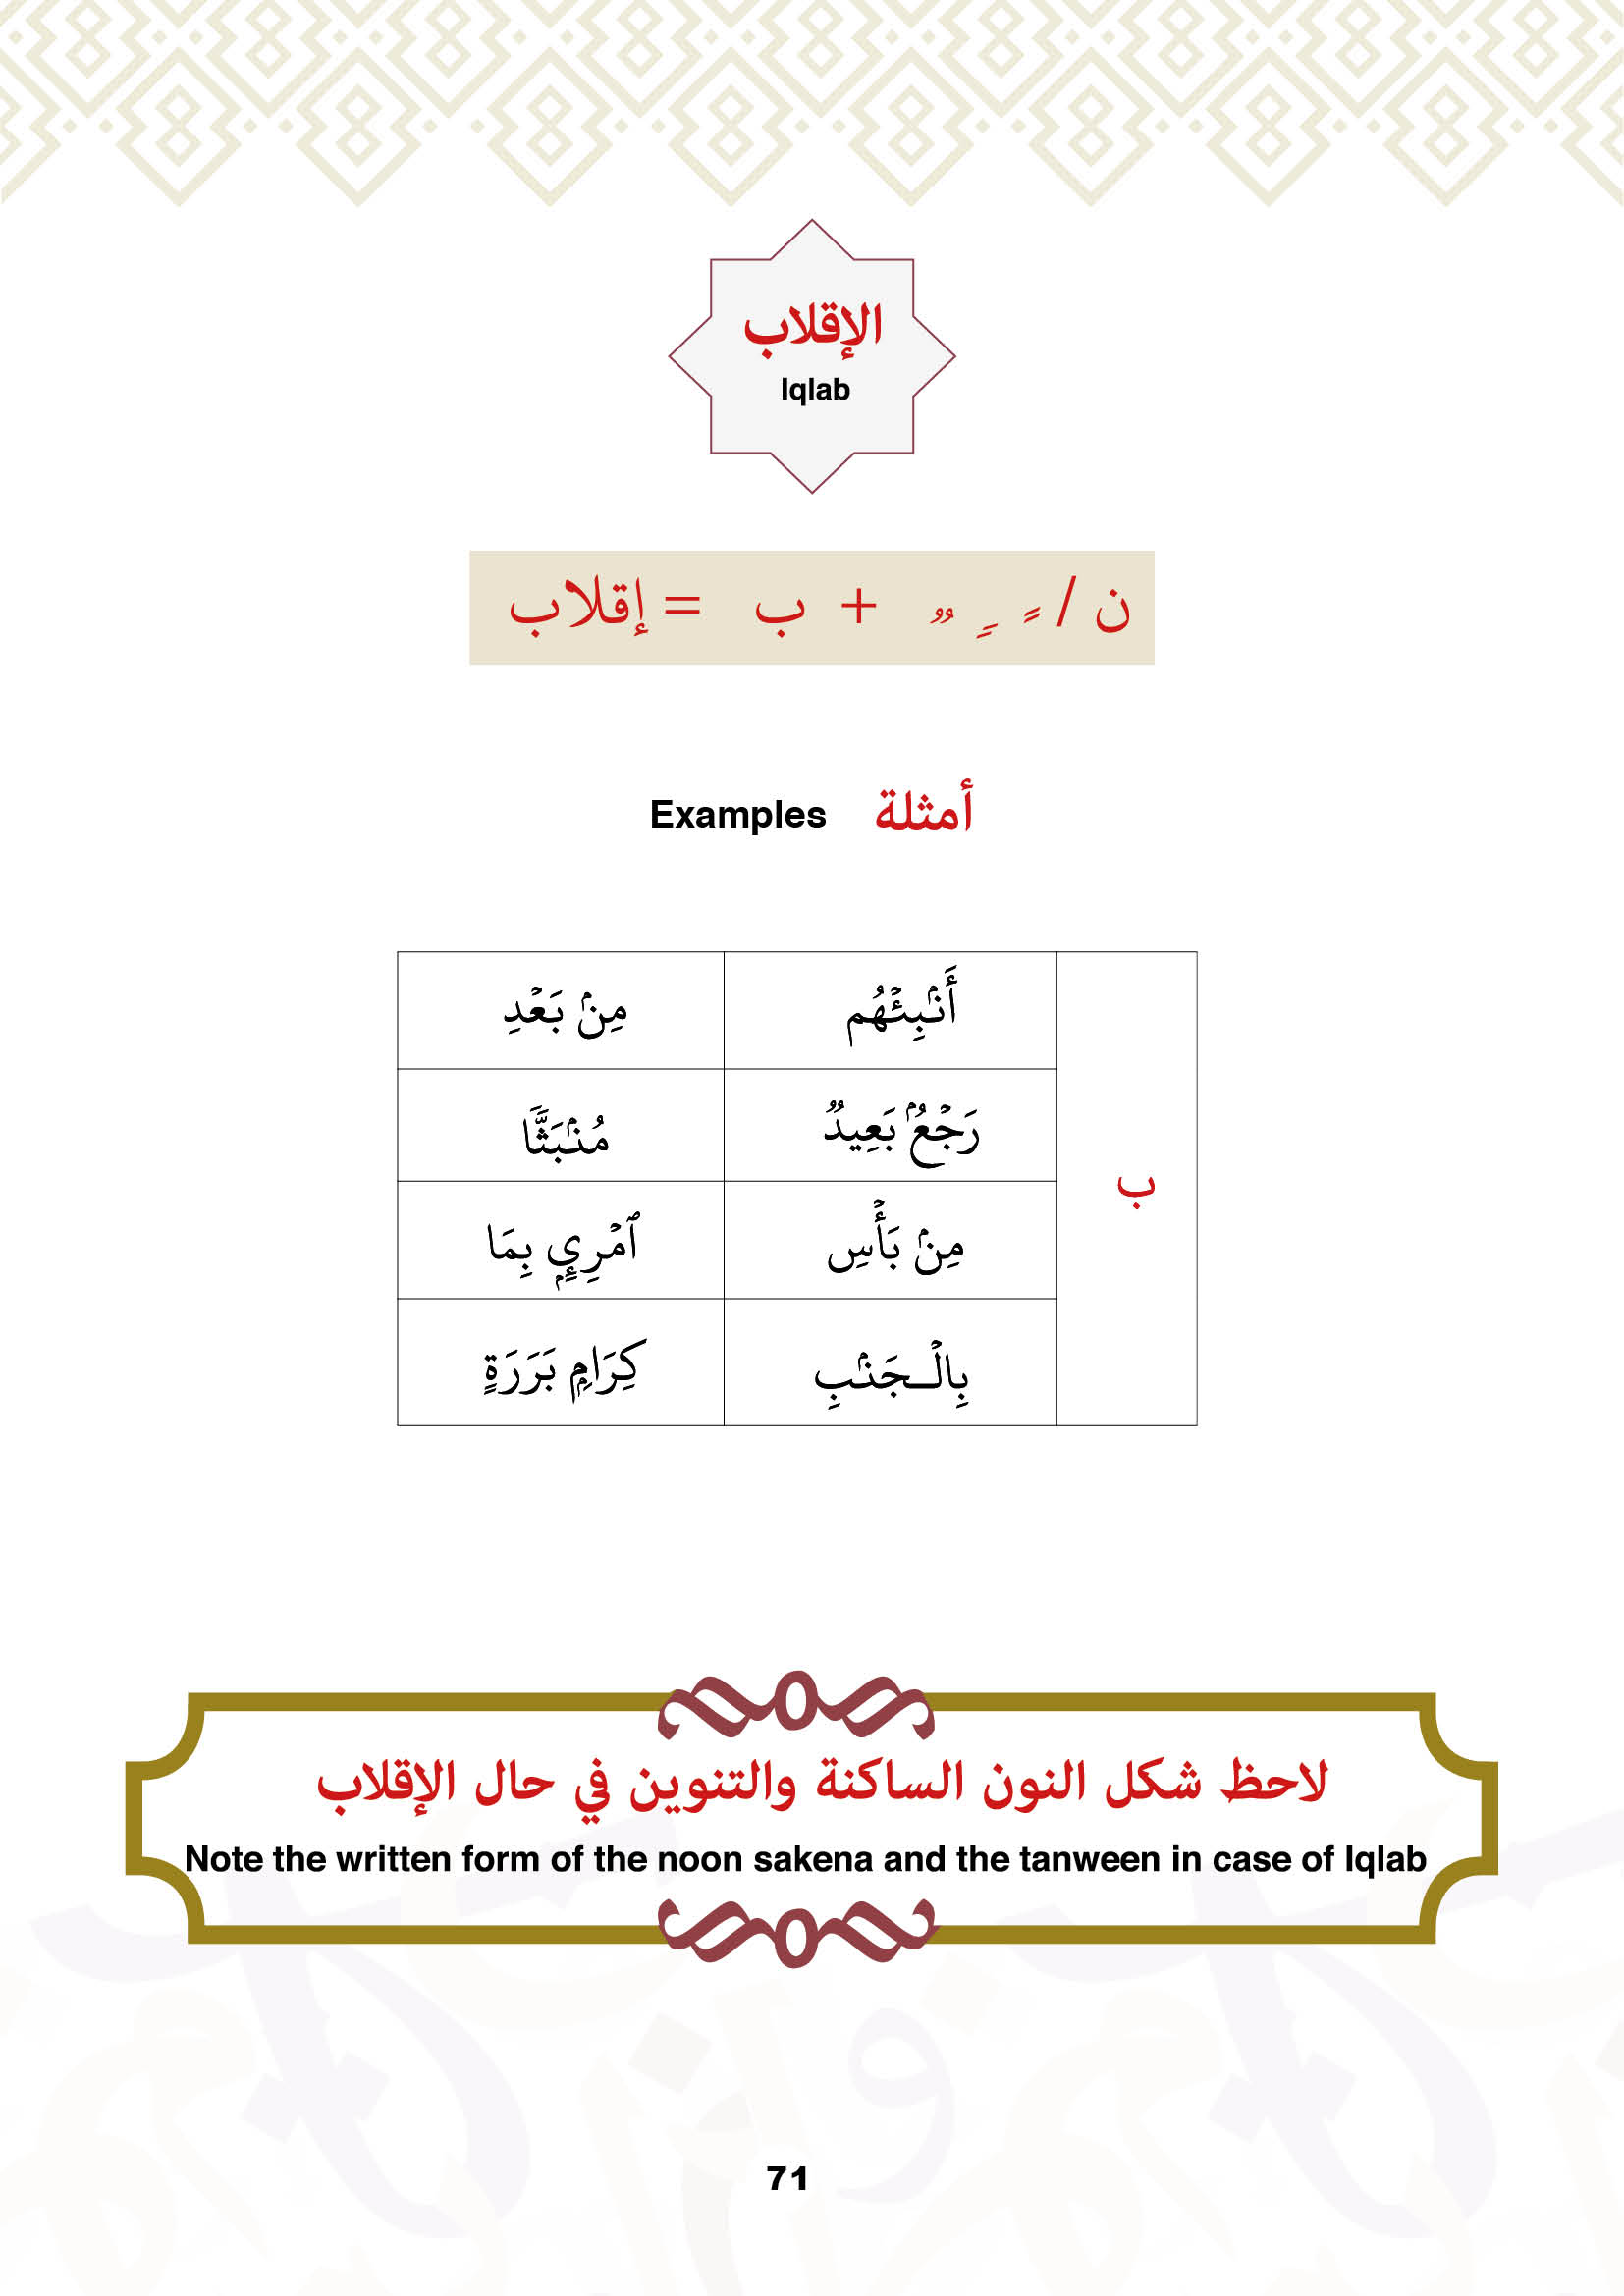 الإقلاب
Iqlab
ن / ـً ـٍ ـٌ + ب = إقلاب
أمثلة Examples
أَنۢبِئۡهُم مِنۢ بَعۡدِ
رَجۡعُۢ بَعِيدٌ مُنۢبَثَّا
ب
مِنۢ بَأۡسِ ٱمۡرِيِٕۭ بِمَا
بِالۡـجَنۢبِ كِرَامِۭ بَرَرَةٍ
لاحظ شكل النون الساكنة والتنوين في حال الإقلاب
Note the written form of the noon sakena and the tanween in case of Iqlab
71